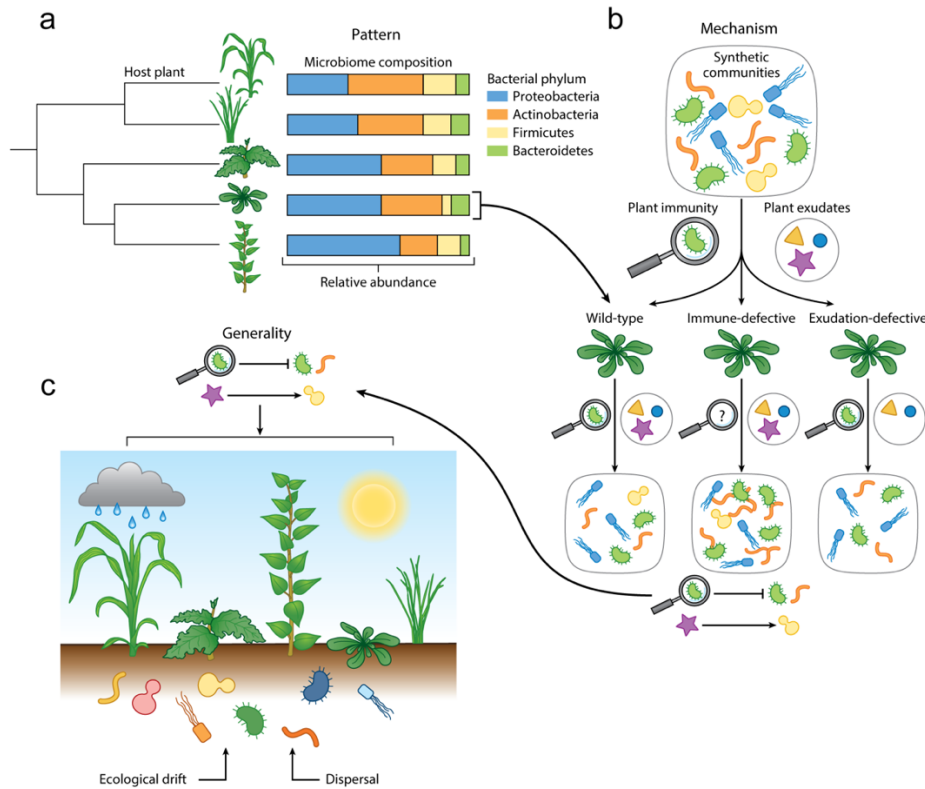 a
Pattern
Host plant
Microbiome composition
Bacterial phylum
Proteobacteria
Actinobacteria
Firmicutes
Bacteroidetes
Relative abundance
b
Mechanism
Synthetic
communities
Plant immunity
Plant exudates
Wild-type
Immune-defective
Exudation-defective
?
Generality
c
Ecological drift
Dispersal